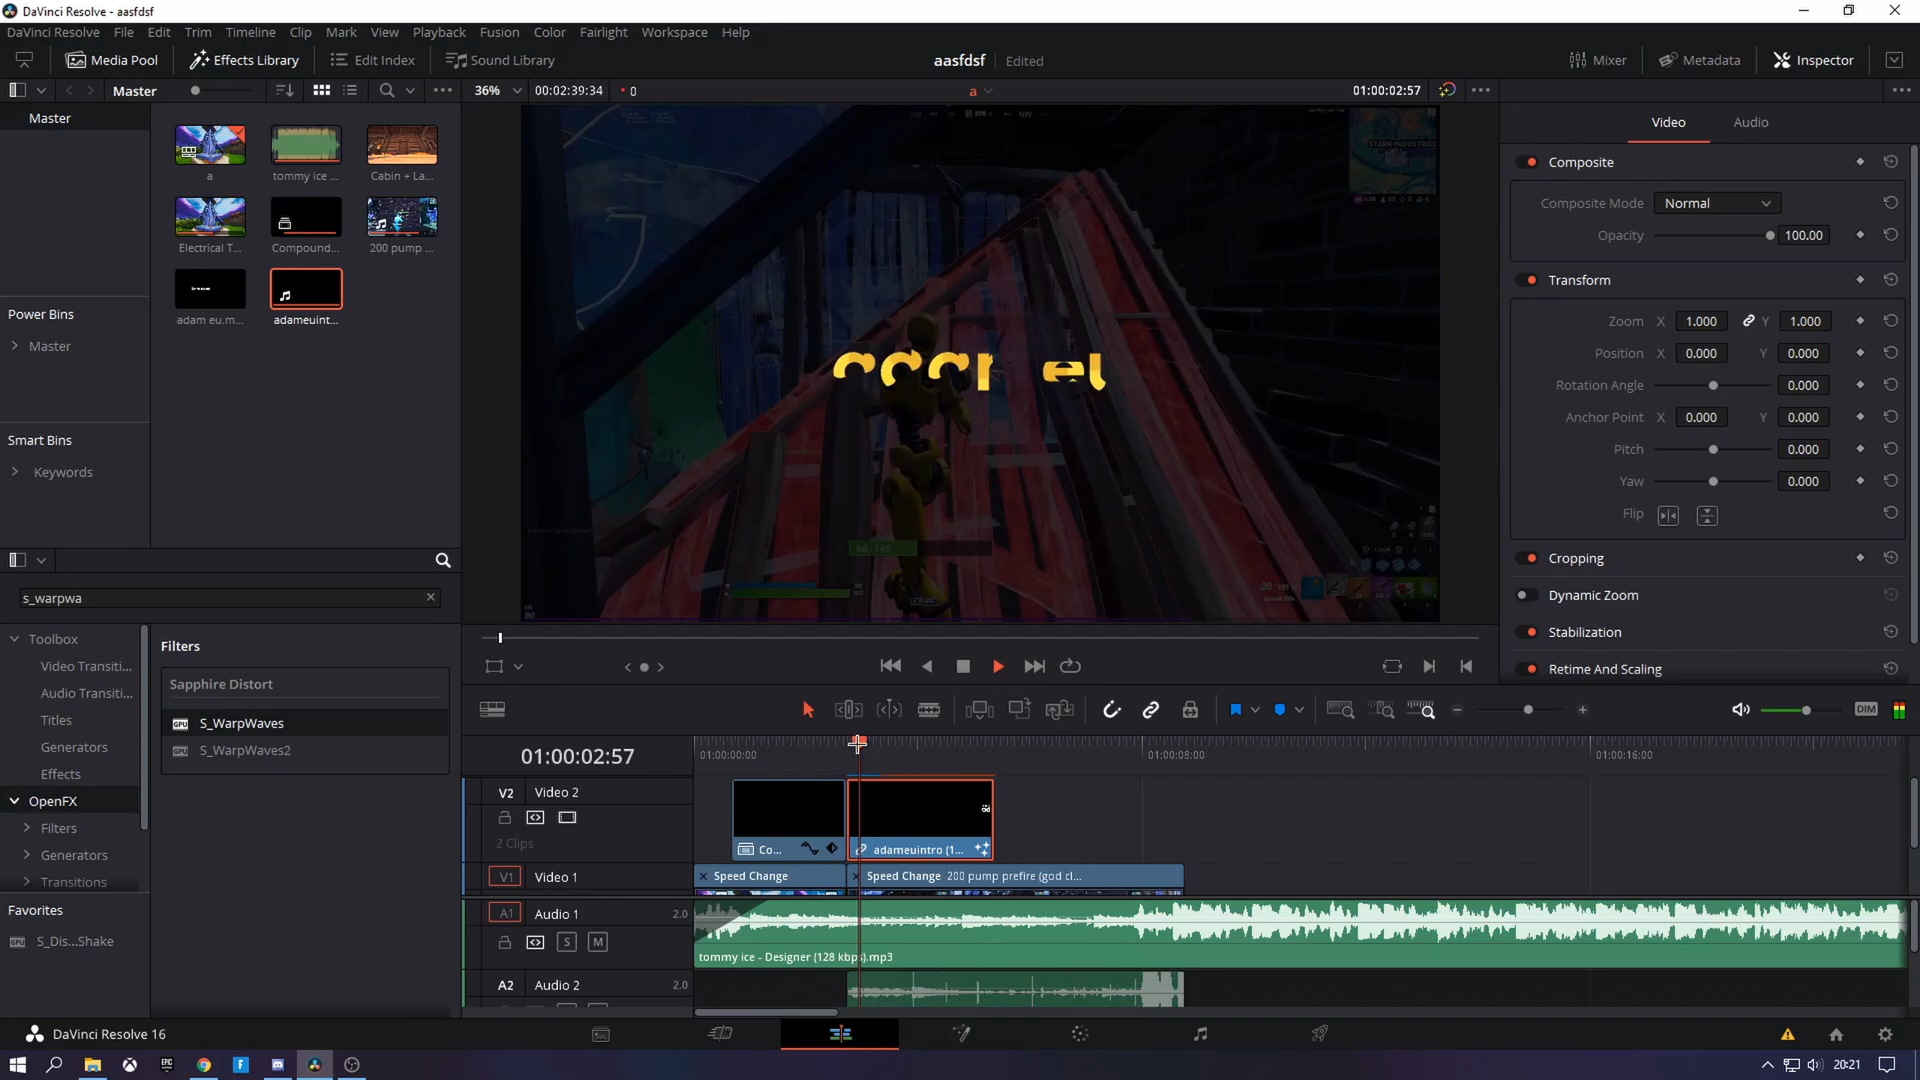 DaVinci Resolve - aasfdsf
DaVinci Resolve File Edit Trim Timeline Clip Mark View Playback Fusion Color Fairlight Workspace Help
Media Pool Effects Library Edit Index Sound Library aasfdsf Edited Mixer Metadata Inspector
Master 36% 00:02:39:34 a 01:00:02:57
Master
Video Audio
Composite
a tommy ice ... Cabin + La...
Composite Mode Normal
Opacity 100.00
Electrical T... Compound... 200 pump ...
Transform
Power Bins
adam eu.m... adameuint...
Zoom X 1.000 Y 1.000
Master
Position X 0.000 Y 0.000
Rotation Angle 0.000
Anchor Point X 0.000 Y 0.000
Smart Bins
Pitch 0.000
Keywords
Yaw 0.000
Flip
STARK INDUSTRIES
Cropping
s_warpwa
Dynamic Zoom
Toolbox
Filters
Stabilization
Video Transiti...
Retime And Scaling
Audio Transiti...
Sapphire Distort
Titles
S_WarpWaves
DIM
Generators
S_WarpWaves2
01:00:02:57 01:00:00:00 01:00:08:00 01:00:16:00
Effects
OpenFX
V2 Video 2
Filters
2 Clips
Co... adameuintro (1...
Generators
V1 Video 1 Speed Change Speed Change 200 pump prefire (god cl...
Transitions
Favorites
A1 Audio 1 2.0
S_Dis...Shake
S M
tommy ice - Designer (128 kbps).mp3
A2 Audio 2 2.0
DaVinci Resolve 16
20:21